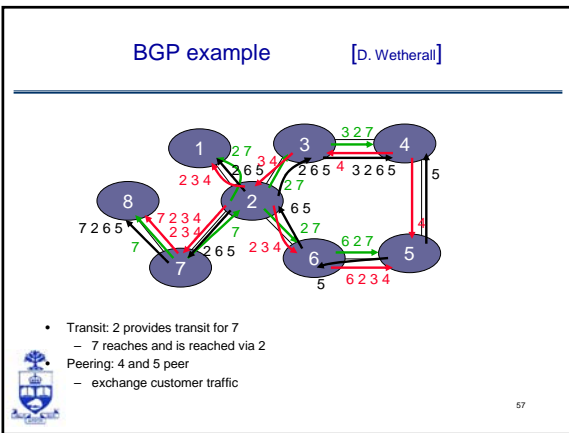 BGP example [D. Wetherall]
3 2 7
1
3
4
2 7
3 4
2 6 5
2 6 5
4
3 2 6 5
5
2 3 4
2 7
8
2
6 5
7 2 3 4
7 2 6 5
2 3 4
7
2 7
4
7
2 6 5
2 3 4
6 2 7
5
6
7
5
6 2 3 4
• Transit: 2 provides transit for 7
– 7 reaches and is reached via 2
• Peering: 4 and 5 peer
– exchange customer traffic
57